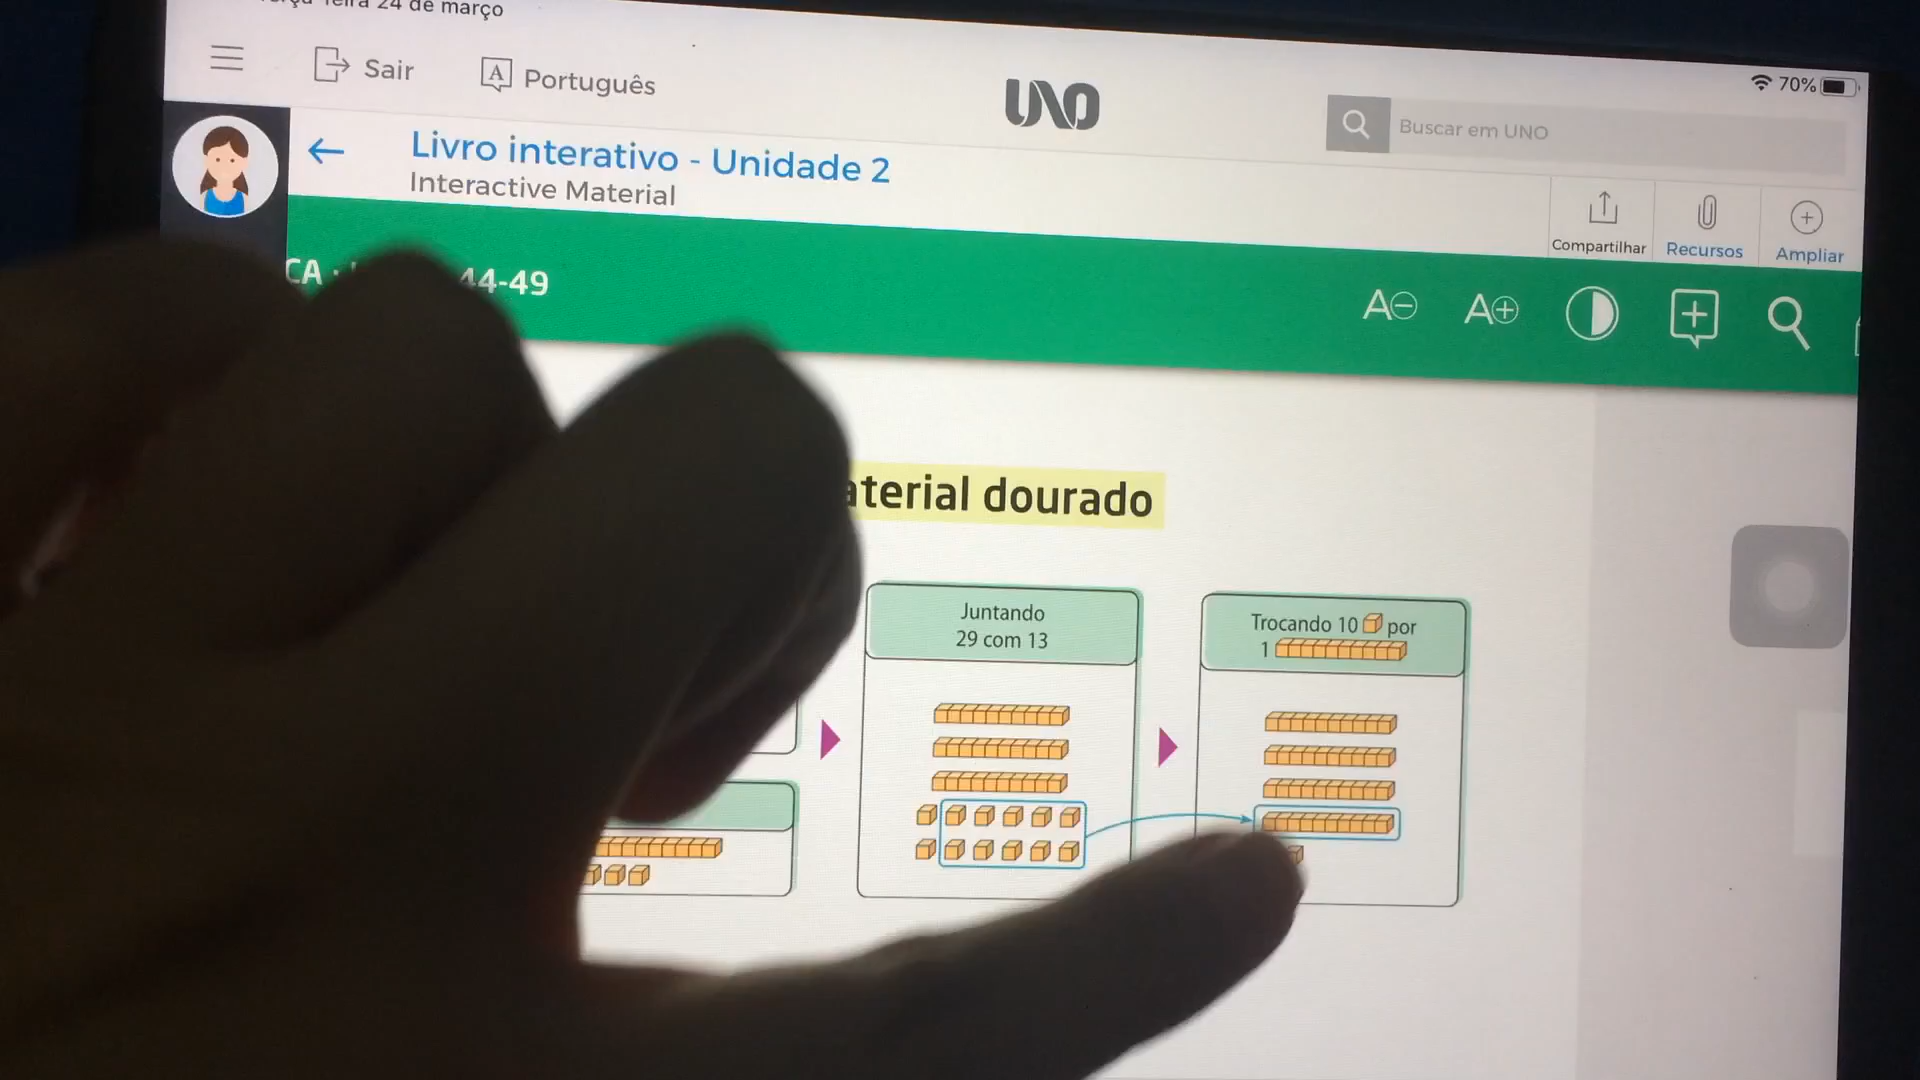 24 de março
Sair
Português
UNO
70%
Buscar em UNO
Livro interativo - Unidade 2
Interactive Material
Compartilhar
Recursos
Ampliar
44-49
A
A
dourado
Juntando
29 com 13
Trocando 10 por
1